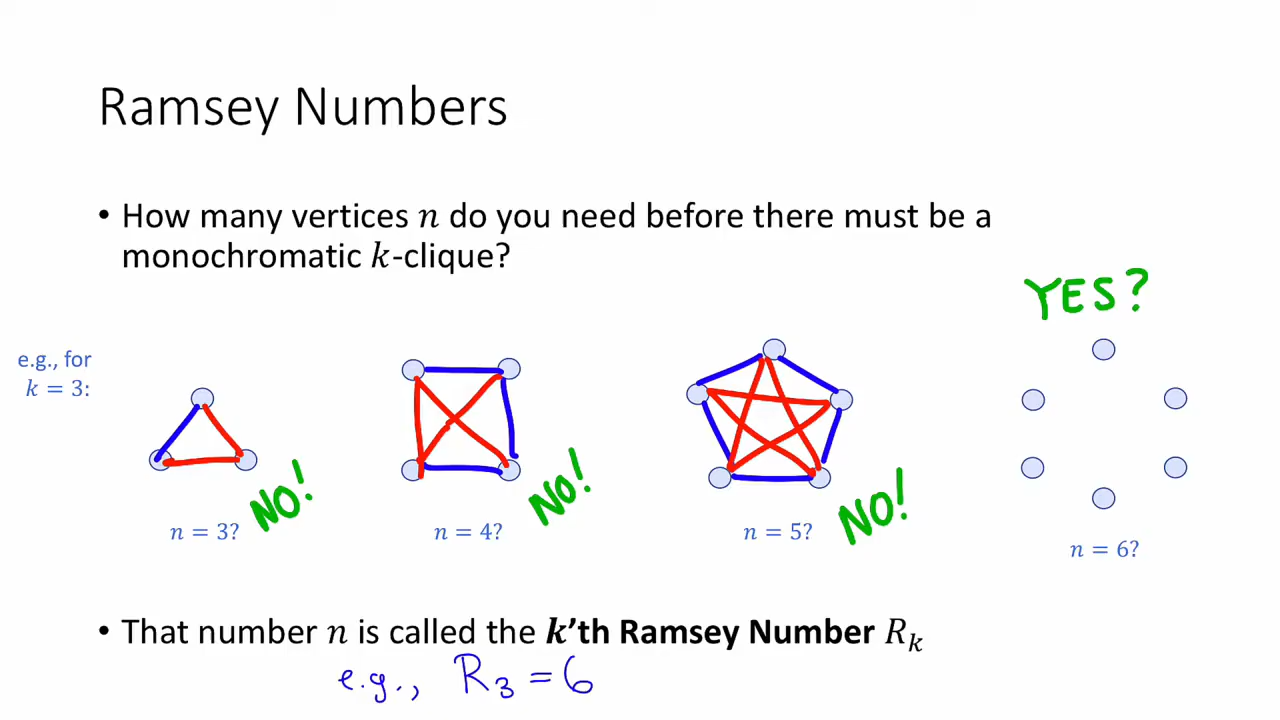 Ramsey Numbers
• How many vertices n do you need before there must be a
monochromatic k-clique?
YES?
e.g., for
k = 3:
NO!
NO!
NO!
n = 3?
n = 4?
n = 5?
n = 6?
• That number n is called the k’th Ramsey Number Rₖ
e.g., R₃ = 6